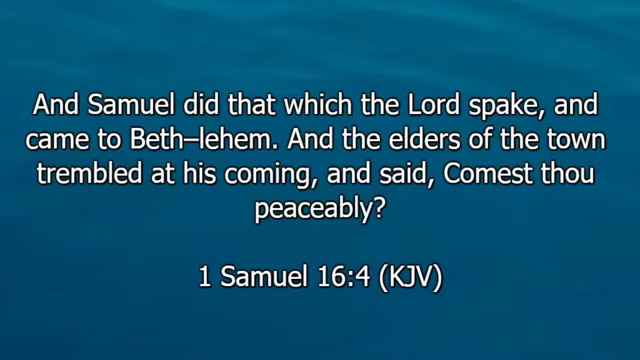 And Samuel did that which the Lord spake, and
came to Beth–lehem. And the elders of the town
trembled at his coming, and said, Comest thou
peaceably?
1 Samuel 16:4 (KJV)